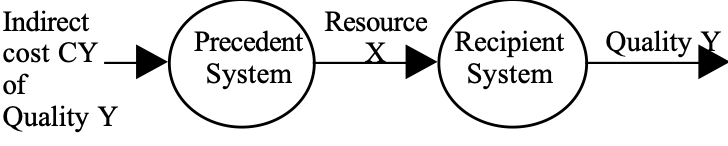 Indirect
cost CY
of
Quality Y
Precedent
System
Resource
X
Recipient
System
Quality Y